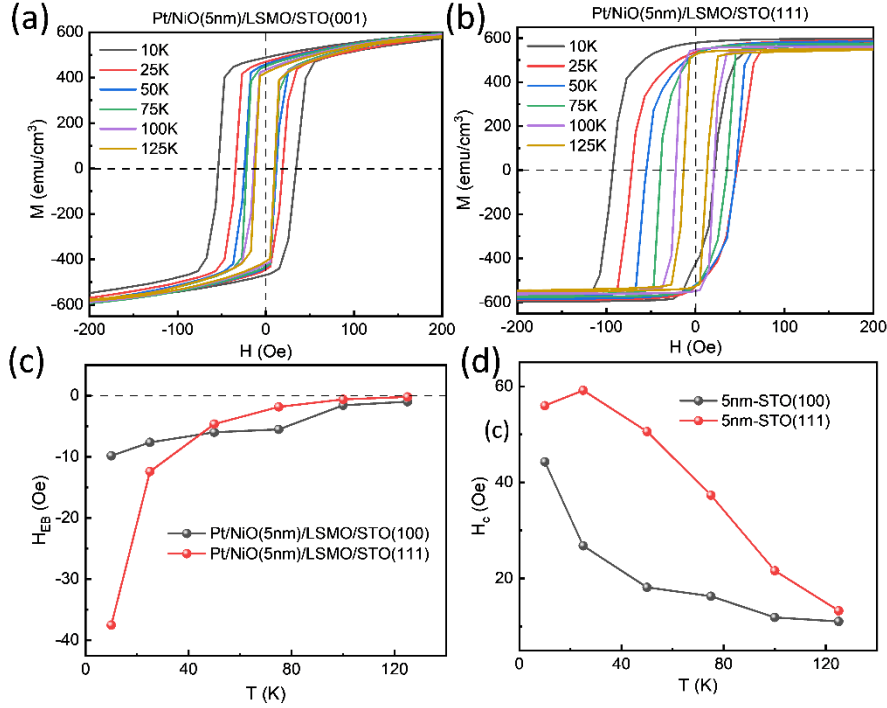 (a)
Pt/NiO(5nm)/LSMO/STO(001)
600
400
200
0
-200
-400
-600
M (emu/cm³)
10K
25K
50K
75K
100K
125K
-200
-100
0
100
200
H (Oe)
(b)
Pt/NiO(5nm)/LSMO/STO(111)
600
400
200
0
-200
-400
-600
M (emu/cm³)
10K
25K
50K
75K
100K
125K
-200
-100
0
100
200
H (Oe)
(c)
0
-10
-20
-30
-40
H_EB (Oe)
Pt/NiO(5nm)/LSMO/STO(100)
Pt/NiO(5nm)/LSMO/STO(111)
0
40
80
120
T (K)
d
(c)
60
40
20
H_c (Oe)
5nm-STO(100)
5nm-STO(111)
0
40
80
120
T (K)